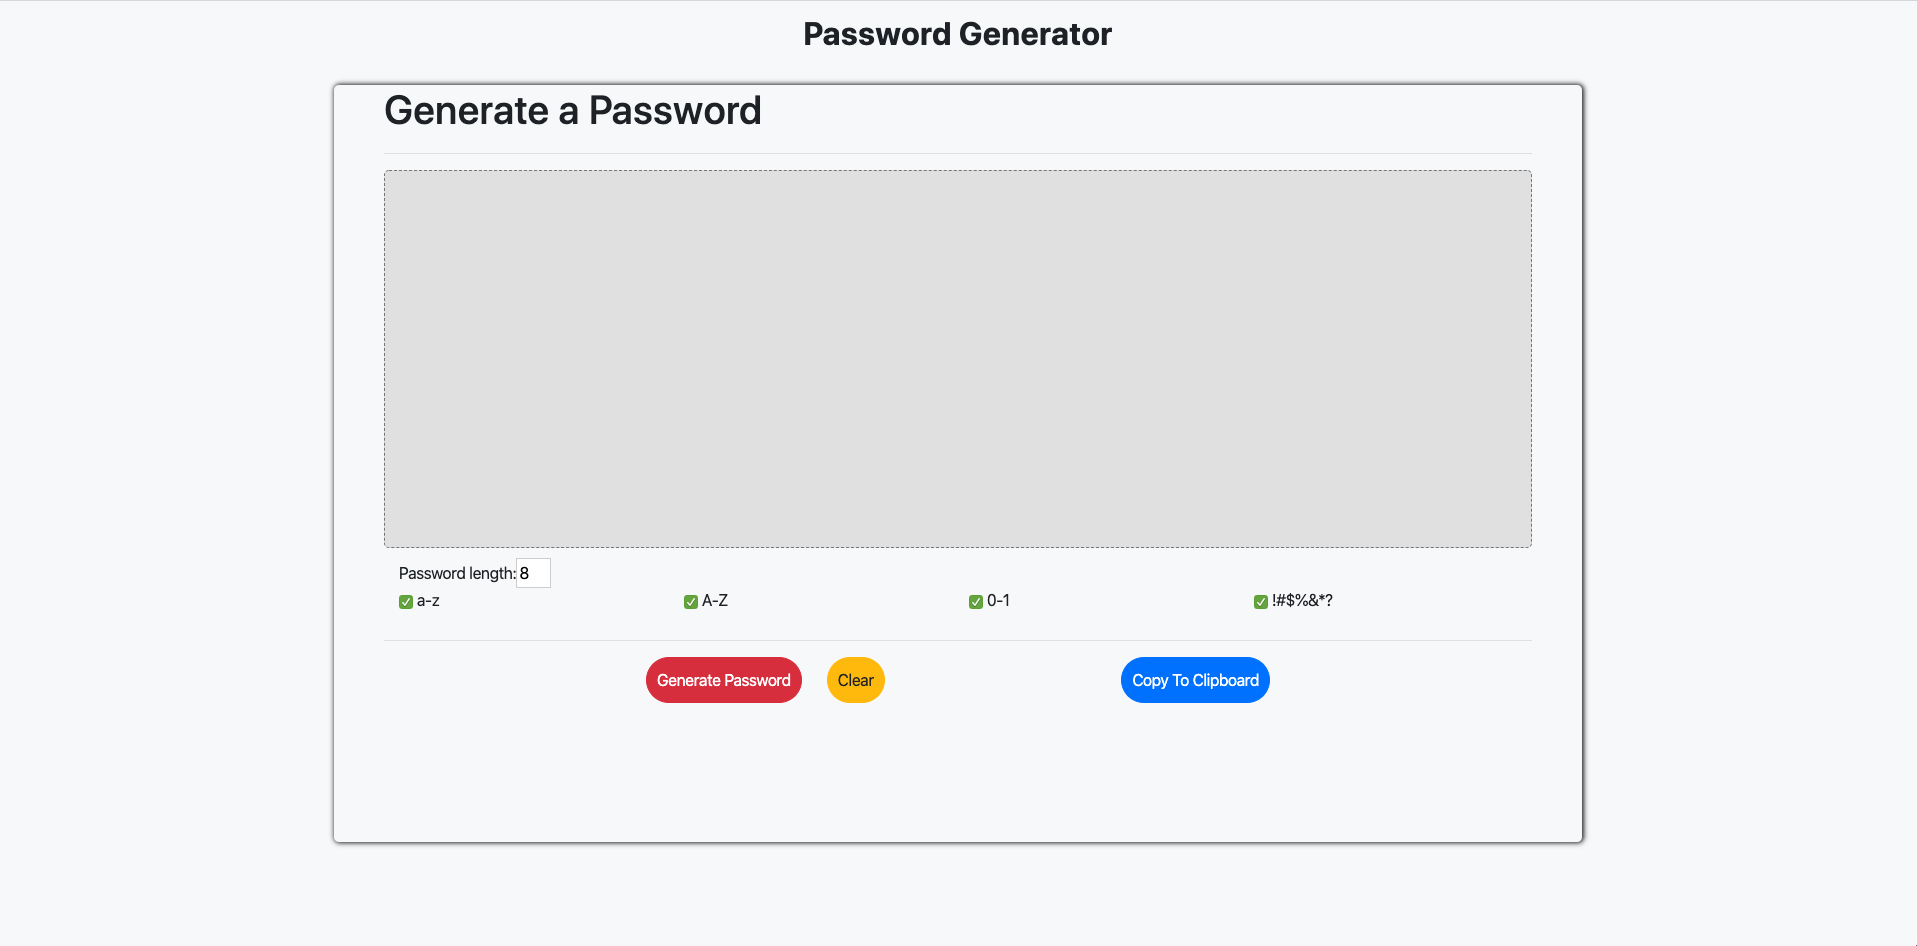 Password Generator
Generate a Password
Password length: 8
a-z A-Z 0-1 !#$%&*?
Generate Password Clear Copy To Clipboard